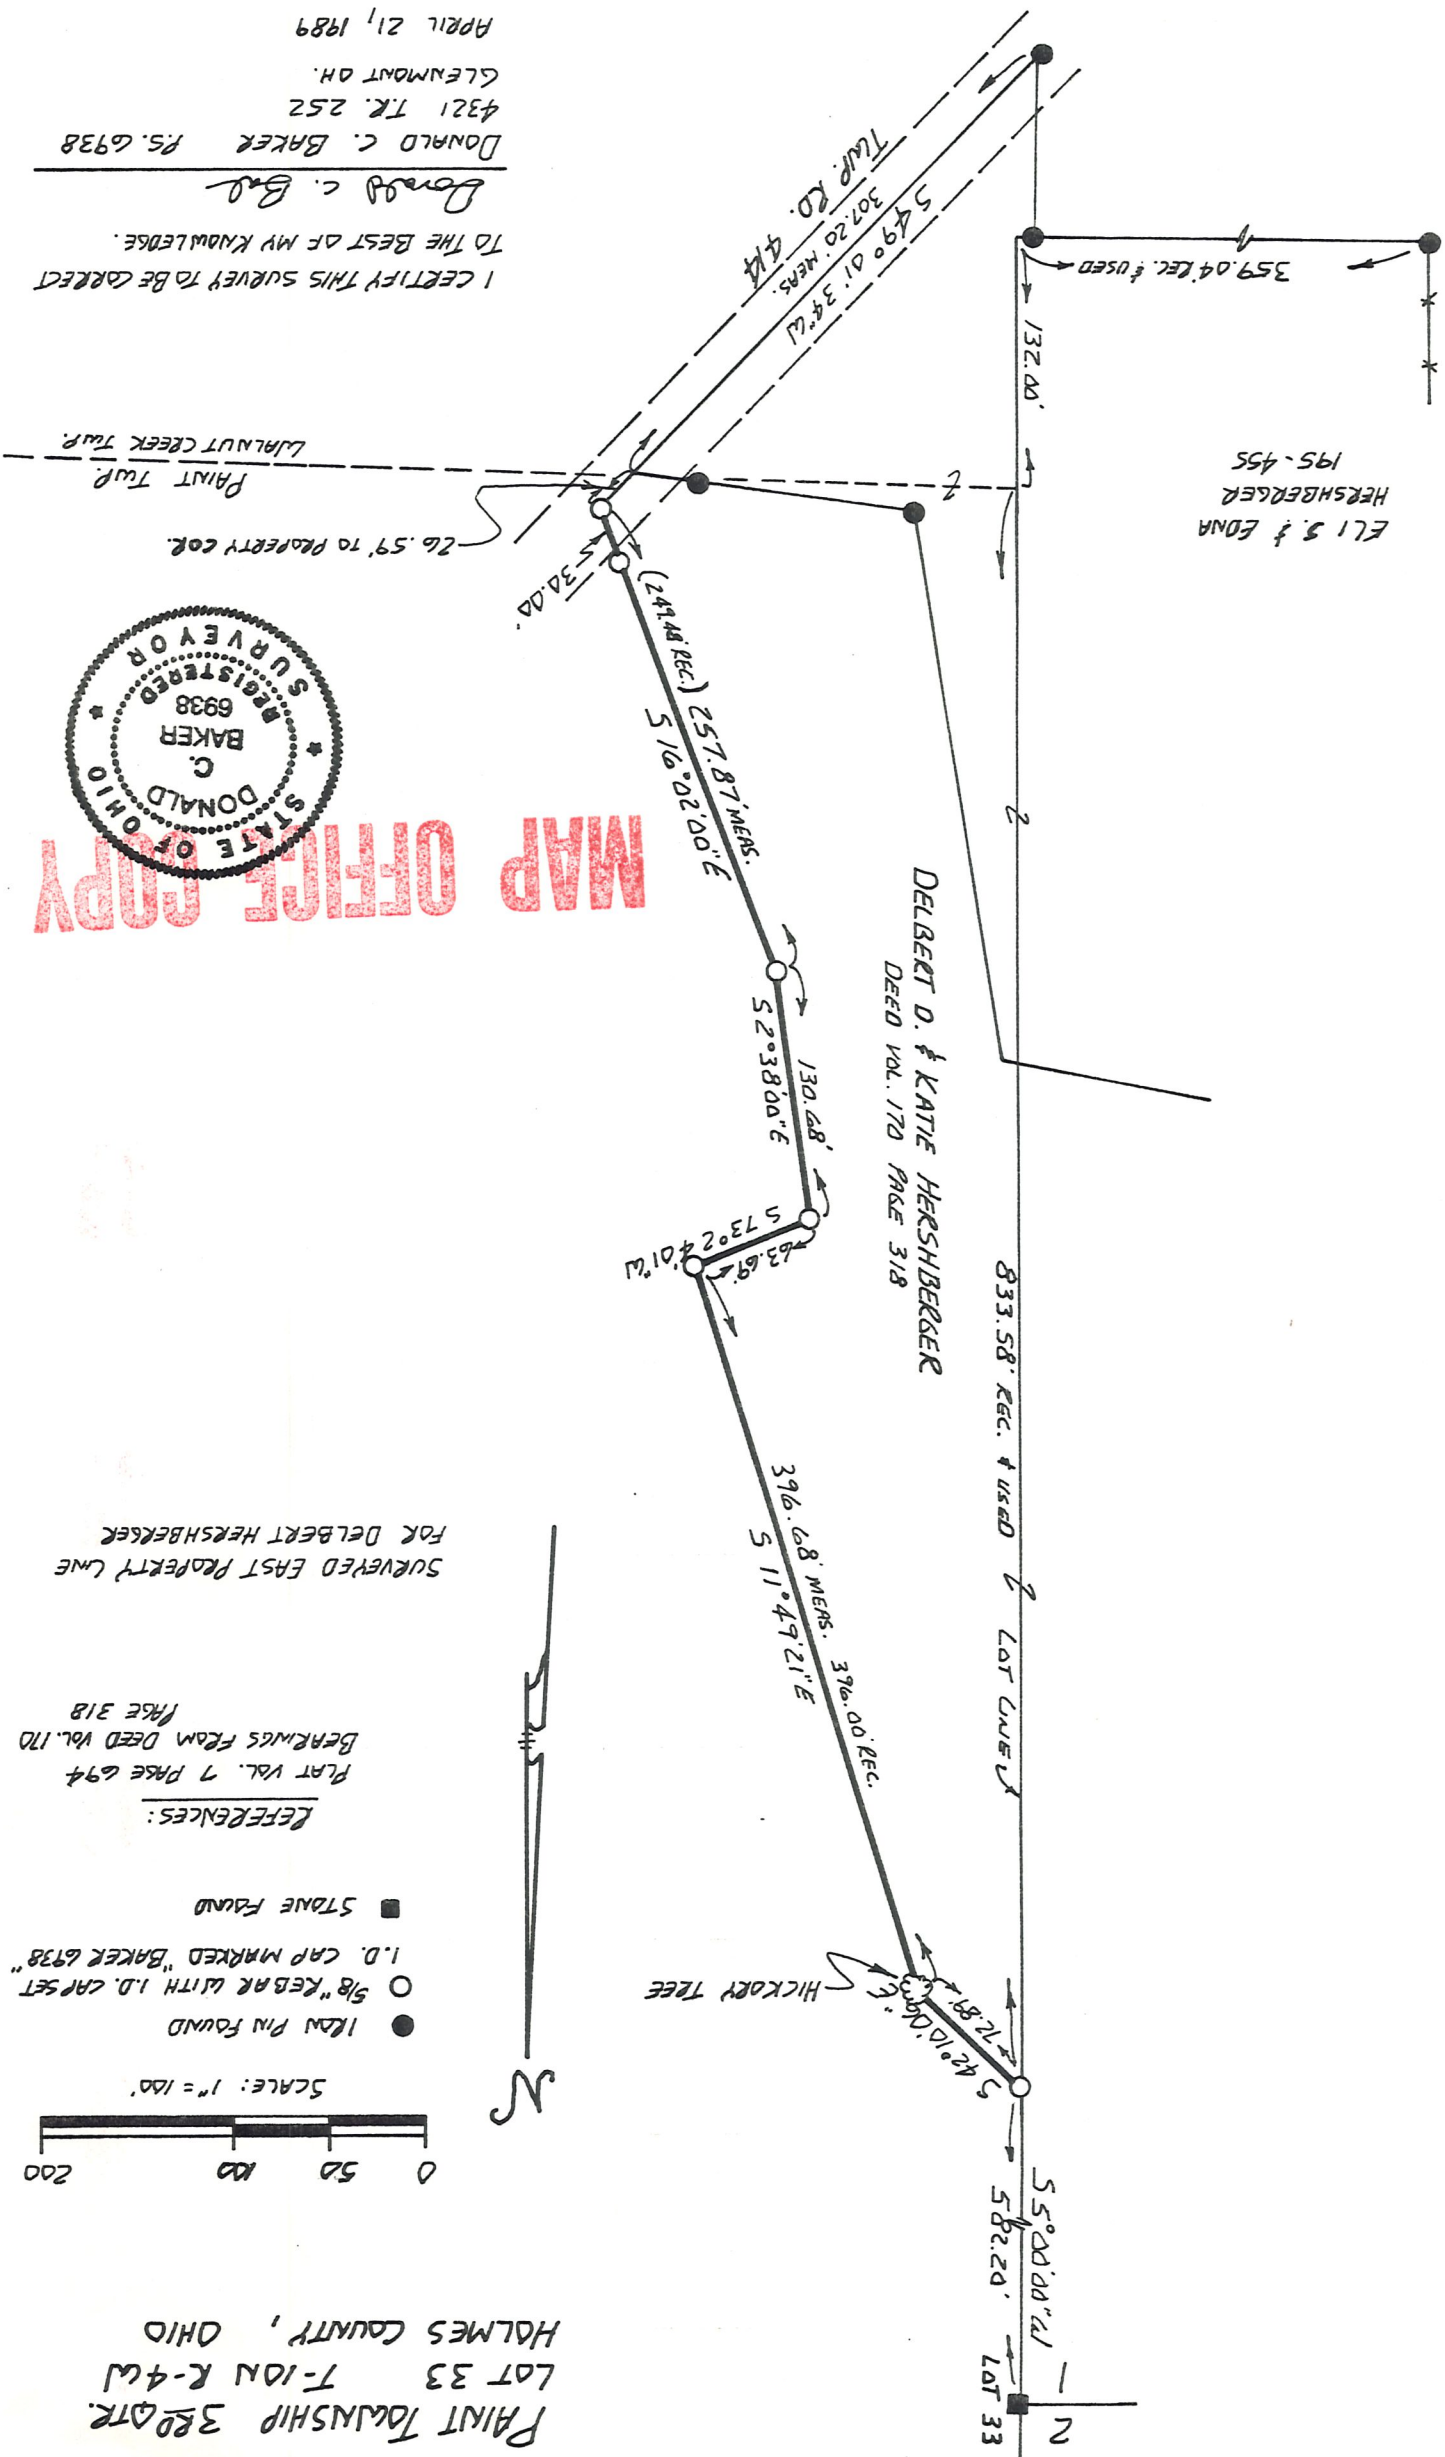 PAINT TOWNSHIP 3RD QTR.
LOT 33 T-10N R-4W
HOLMES COUNTY, OHIO
0 50 100 200
SCALE: 1"=100'
IRON PIN FOUND
5/8" REBAR WITH I.D. CAP SET
I.D. CAP MARKED "BAKER 6938"
STONE FOUND
REFERENCES:
PLAT VOL. 7 PAGE 694
BEARINGS FROM DEED VOL. 170
PAGE 318
SURVEYED EAST PROPERTY LINE
FOR DELBERT HERSHBERGER
N
2
1
LOT 33
S 5°00'00"W
582.20'
S 42°10'06"E
72.89'
HICKORY TREE
833.58' REC. & USED LOT LINE
396.68' MEAS. 396.00' REC.
S 11°49'21"E
63.69'
S 73°24'01"W
130.68'
S 2°38'00"E
DELBERT D. & KATIE HERSHBERGER
DEED VOL. 170 PAGE 318
(249.48' REC.) 257.87' MEAS.
S 16°02'00"E
30.00'
26.59' TO PROPERTY COR.
PAINT TWP.
WALNUT CREEK TWP.
ELI S. & EDNA
HERSHBERGER
195-455
132.00'
359.04' REC. & USED
S 49°01'34"W
307.20' MEAS.
TWP. RD. 414
MAP OFFICE COPY
STATE OF OHIO
DONALD
C.
BAKER
6938
REGISTERED
SURVEYOR
I CERTIFY THIS SURVEY TO BE CORRECT
TO THE BEST OF MY KNOWLEDGE.
Donald C. Bak
DONALD C. BAKER P.S. 6938
4321 T.R. 252
GLENMONT OH.
APRIL 21, 1989